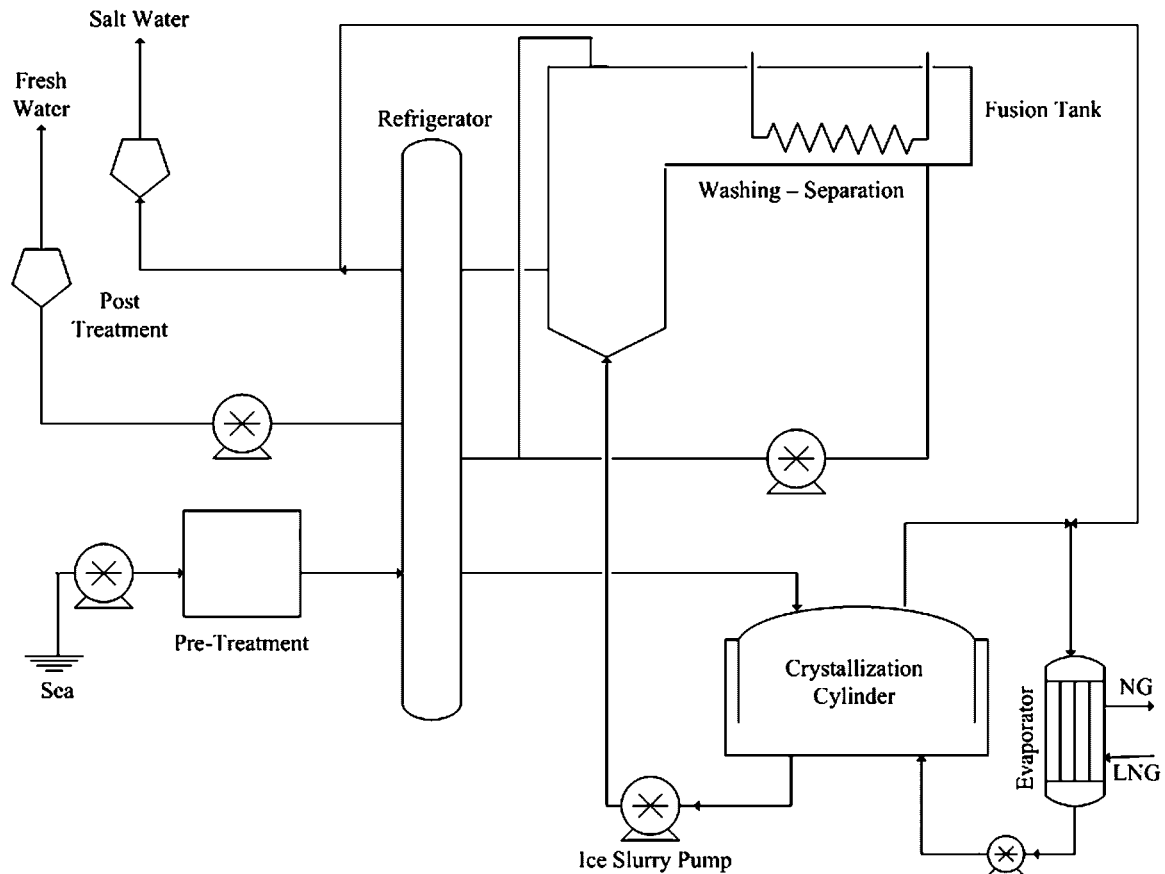 Salt Water
Fresh
Water
Refrigerator
Fusion Tank
Washing – Separation
Post
Treatment
Pre-Treatment
Sea
Crystallization
Cylinder
Evaporator
NG
LNG
Ice Slurry Pump